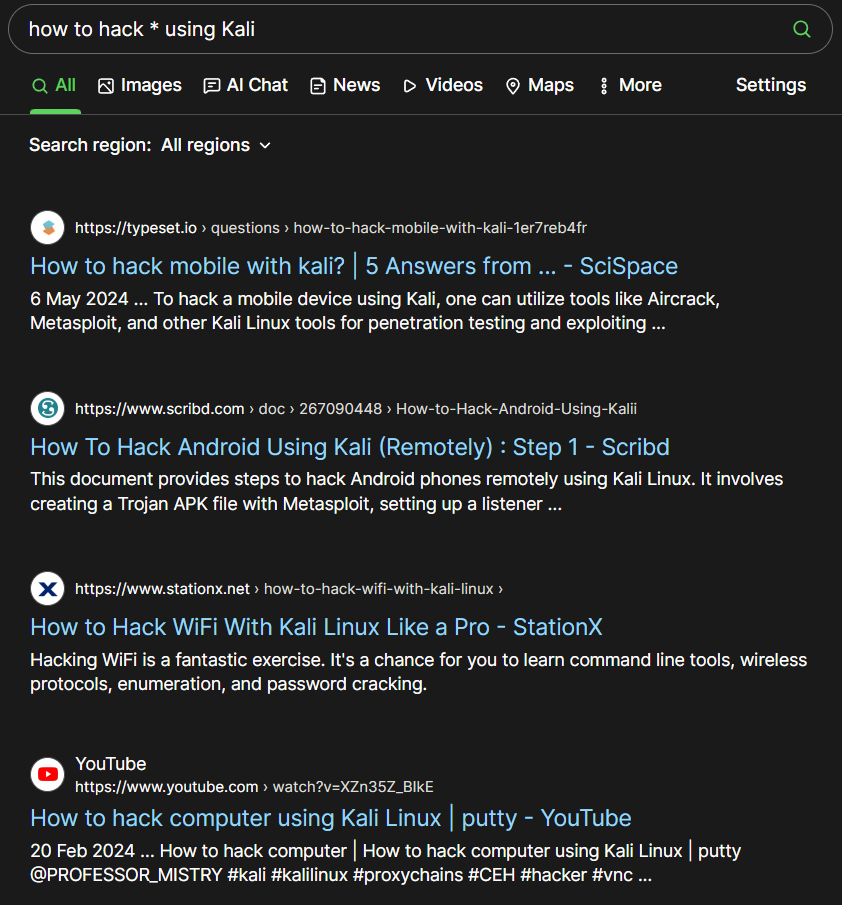 how to hack * using Kali
All Images AI Chat News Videos Maps More Settings
Search region: All regions
https://typeset.io › questions › how-to-hack-mobile-with-kali-1er7reb4fr
How to hack mobile with kali? | 5 Answers from ... - SciSpace
6 May 2024 ... To hack a mobile device using Kali, one can utilize tools like Aircrack,
Metasploit, and other Kali Linux tools for penetration testing and exploiting ...
https://www.scribd.com › doc › 267090448 › How-to-Hack-Android-Using-Kalii
How To Hack Android Using Kali (Remotely) : Step 1 - Scribd
This document provides steps to hack Android phones remotely using Kali Linux. It involves
creating a Trojan APK file with Metasploit, setting up a listener ...
https://www.stationx.net › how-to-hack-wifi-with-kali-linux ›
How to Hack WiFi With Kali Linux Like a Pro - StationX
Hacking WiFi is a fantastic exercise. It's a chance for you to learn command line tools, wireless
protocols, enumeration, and password cracking.
YouTube
https://www.youtube.com › watch?v=XZn35Z_BIkE
How to hack computer using Kali Linux | putty - YouTube
20 Feb 2024 ... How to hack computer | How to hack computer using Kali Linux | putty
@PROFESSOR_MISTRY #kali #kalilinux #proxychains #CEH #hacker #vnc ...